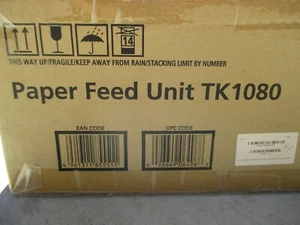 14
THIS WAY UP/FRAGILE/KEEP AWAY FROM RAIN/STACKING LIMIT BY NUMBER
Paper Feed Unit TK1080
EAN CODE
UPC CODE